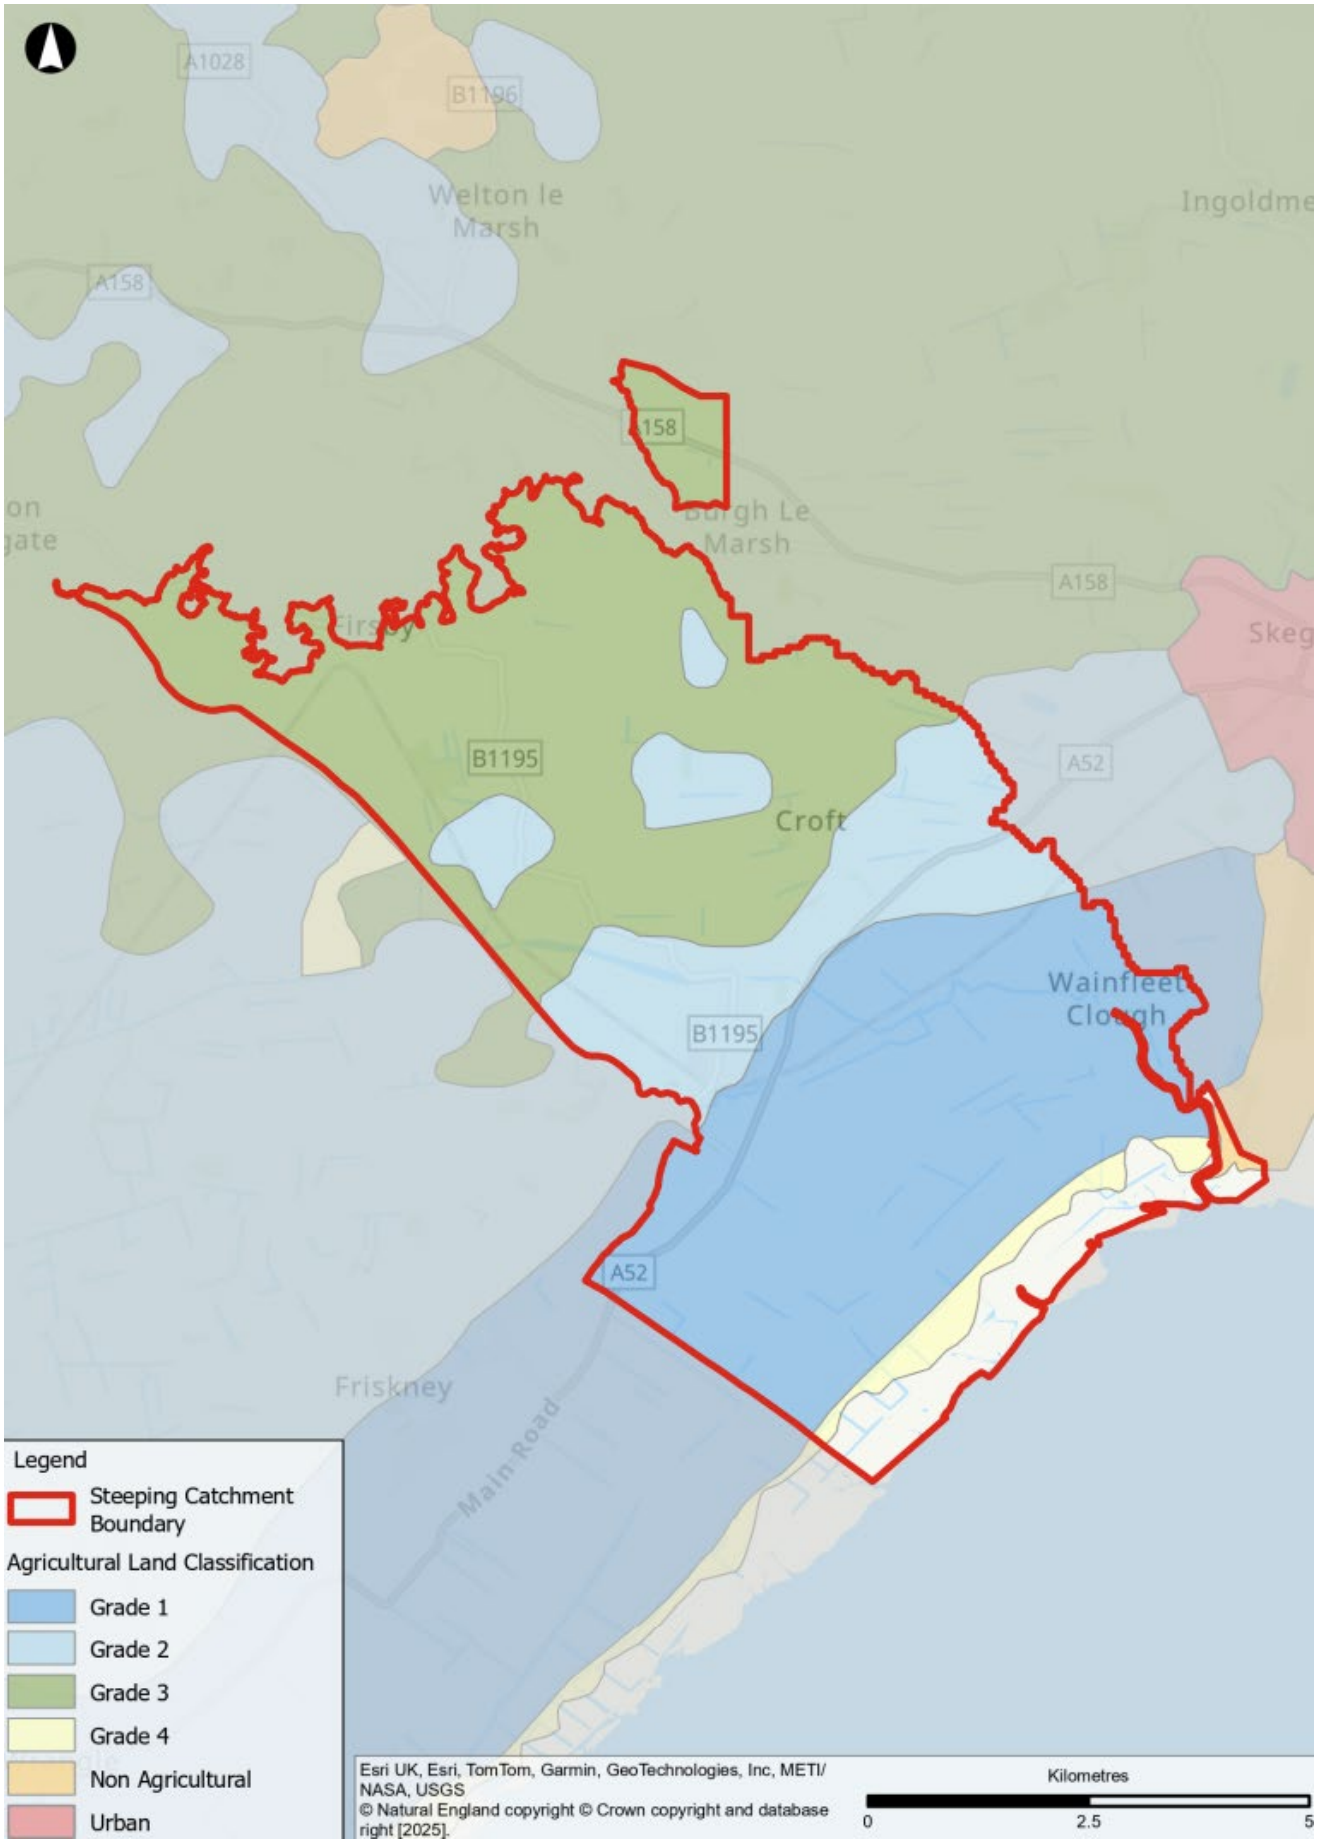 A1028
B1196
Welton le
Marsh
Ingoldme
A158
A158
Burgh Le
Marsh
on
gate
A158
Firsby
Skeg
B1195
A52
Croft
Wainfleet
Clough
B1195
A52
Friskney
Main Road
Legend
Steeping Catchment
Boundary
Agricultural Land Classification
Grade 1
Grade 2
Grade 3
Grade 4
Non Agricultural
Urban
Esri UK, Esri, TomTom, Garmin, GeoTechnologies, Inc, METI/
NASA, USGS
© Natural England copyright © Crown copyright and database
right [2025].
Kilometres
0
2.5
5